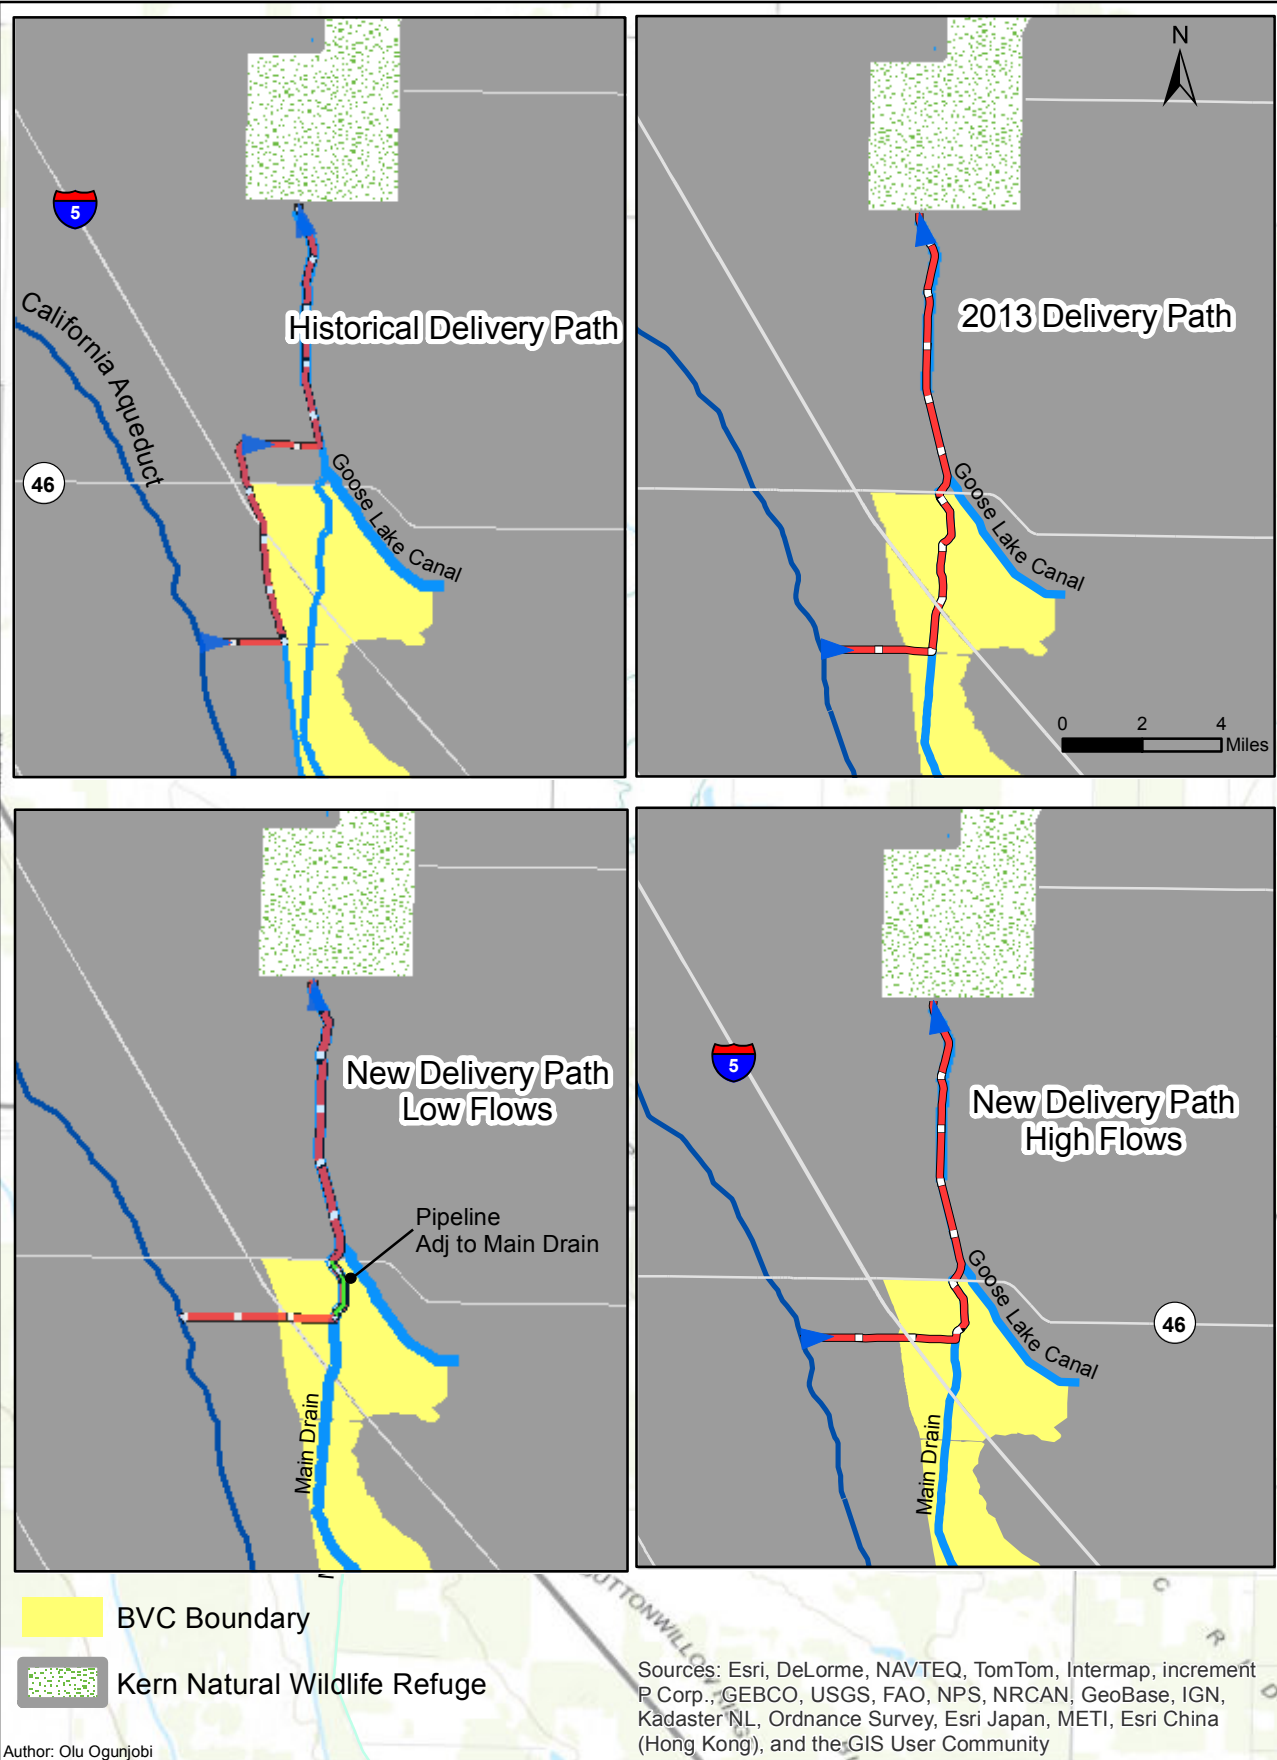 5
California Aqueduct
Historical Delivery Path
46
Goose Lake Canal
N
2013 Delivery Path
Goose Lake Canal
0 2 4
Miles
New Delivery Path
Low Flows
Pipeline
Adj to Main Drain
Main Drain
5
New Delivery Path
High Flows
Goose Lake Canal
46
Main Drain
BVC Boundary
Kern Natural Wildlife Refuge
Sources: Esri, DeLorme, NAVTEQ, TomTom, Intermap, increment
P Corp., GEBCO, USGS, FAO, NPS, NRCAN, GeoBase, IGN,
Kadaster NL, Ordnance Survey, Esri Japan, METI, Esri China
(Hong Kong), and the GIS User Community
Author: Olu Ogunjobi